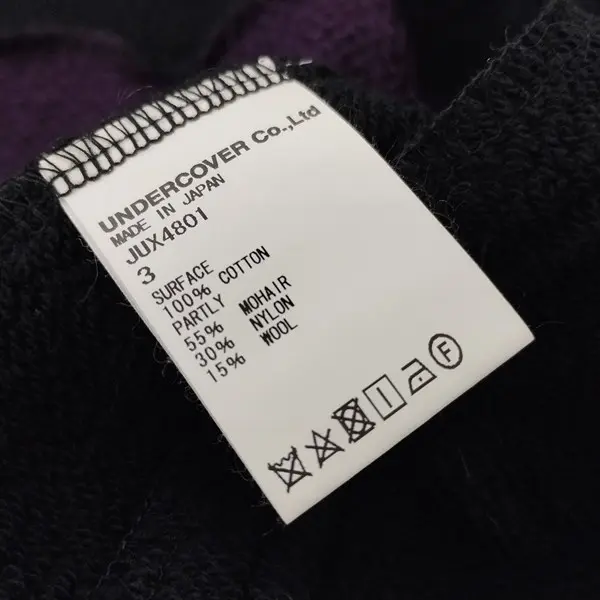 UNDERCOVER Co.,Ltd
MADE IN JAPAN
JUX4801
3
SURFACE
100% COTTON
PARTLY
55% MOHAIR
30% NYLON
15% WOOL
F